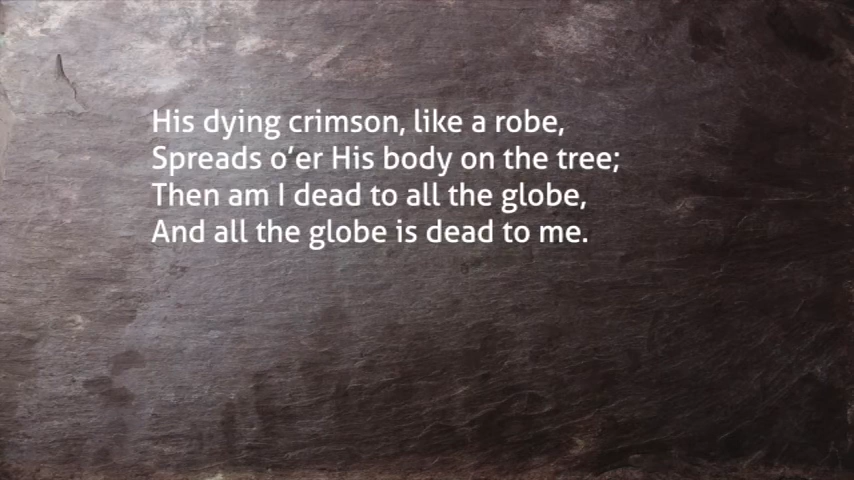 His dying crimson, like a robe,
Spreads o’er His body on the tree;
Then am I dead to all the globe,
And all the globe is dead to me.